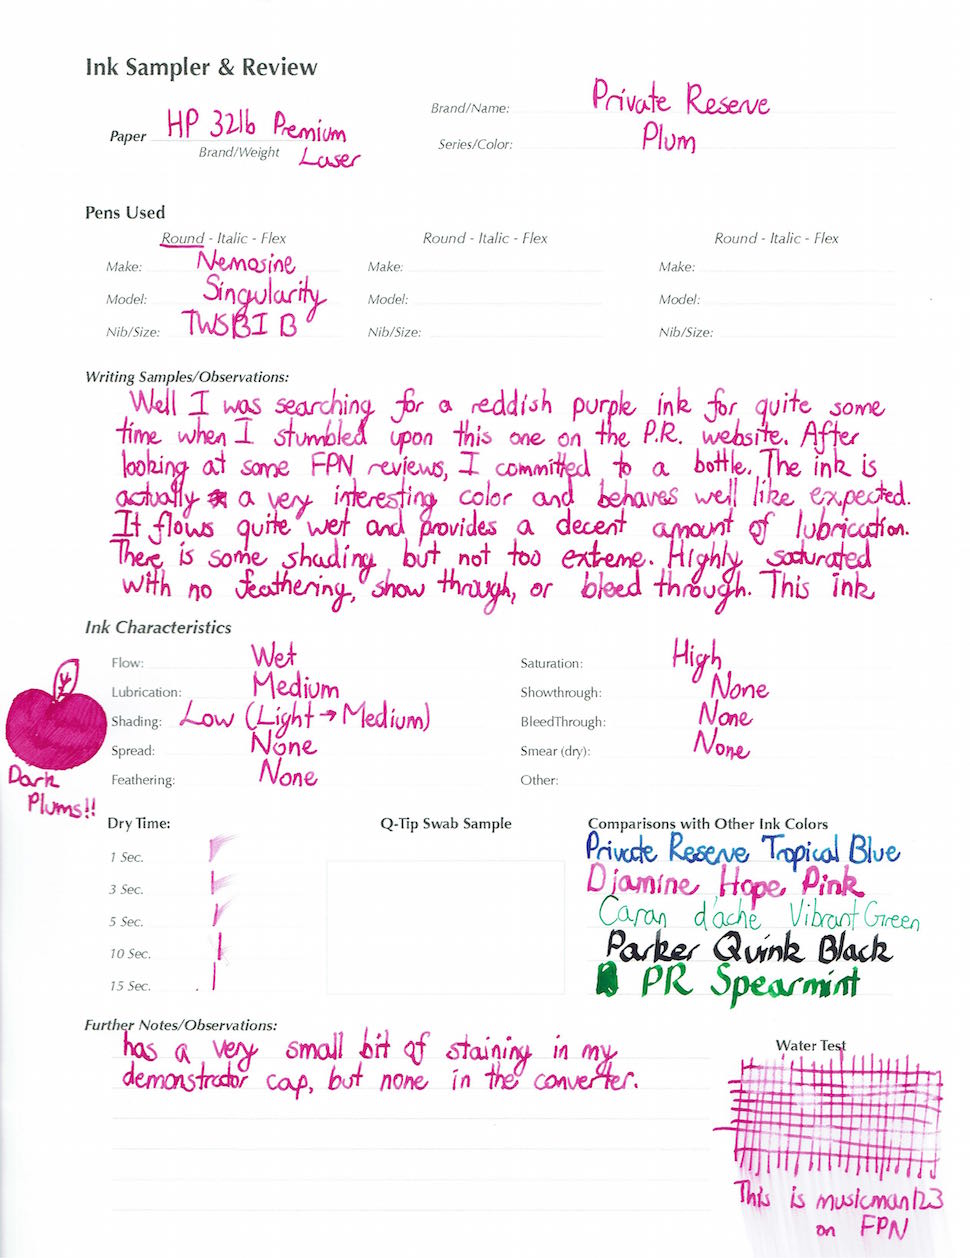 Ink Sampler & Review
Brand/Name: Private Reserve
Paper HP 32lb Premium
Brand/Weight Laser
Series/Color: Plum
Pens Used
Round - Italic - Flex Round - Italic - Flex Round - Italic - Flex
Make: Nemosine Make: Make:
Model: Singularity Model: Model:
Nib/Size: TWSBI B Nib/Size: Nib/Size:
Writing Samples/Observations:
Well I was searching for a reddish purple ink for quite some
time when I stumbled upon this one on the P.R. website. After
looking at some FPN reviews, I committed to a bottle. The ink is
actually a very interesting color and behaves well like expected.
It flows quite wet and provides a decent amount of lubrication.
There is some shading, but not too extreme. Highly saturated
with no feathering, show through, or bleed through. This ink
Ink Characteristics
Flow: Wet Saturation: High
Lubrication: Medium Showthrough: None
Shading: Low (Light → Medium) BleedThrough: None
Spread: None Smear (dry): None
Feathering: None Other:
Dark
Plums!!
Dry Time: Q-Tip Swab Sample Comparisons with Other Ink Colors
1 Sec. Private Reserve Tropical Blue
3 Sec. Diamine Hope Pink
5 Sec. Caran d'ache Vibrant Green
10 Sec. Parker Quink Black
15 Sec. PR Spearmint
Further Notes/Observations:
has a very small bit of staining in my
demonstrator cap, but none in the converter.
Water Test
This is musicman123
on FPN